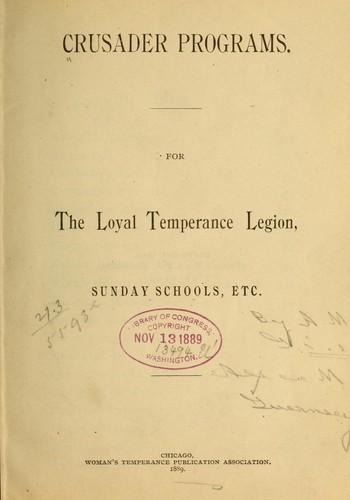 CRUSADER PROGRAMS.
FOR
The Loyal Temperance Legion,
SUNDAY SCHOOLS, ETC.
LIBRARY OF CONGRESS
COPYRIGHT
NOV 13 1889
13494
WASHINGTON.
CHICAGO,
WOMAN'S TEMPERANCE PUBLICATION ASSOCIATION.
1889.